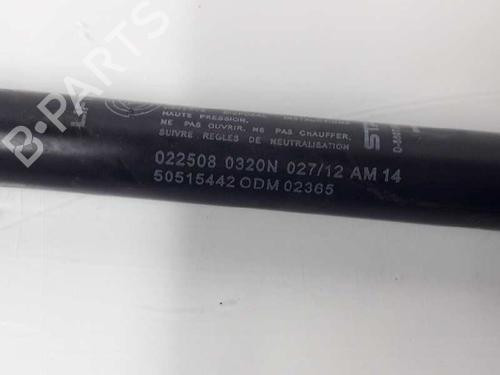 HAUTE PRESSION.
NE PAS OUVRIR. NE PAS CHAUFFER.
SUIVRE REGLES DE NEUTRALISATION
022508 0320N 027/12 AM 14
50515442 ODM 02365
B-PARTS